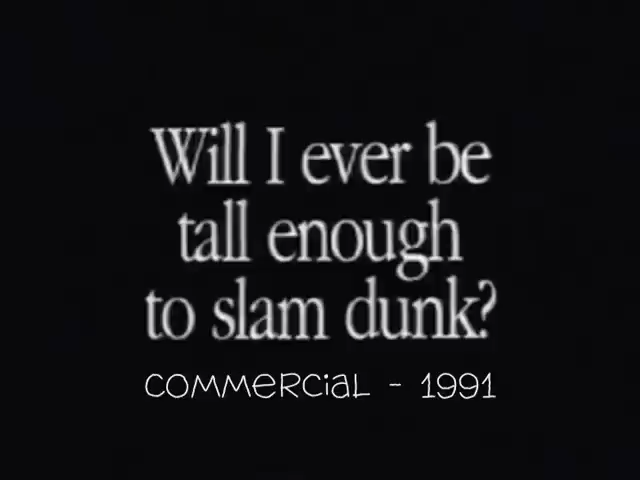 Will I ever be
tall enough
to slam dunk?
COMMERCiaL - 1991